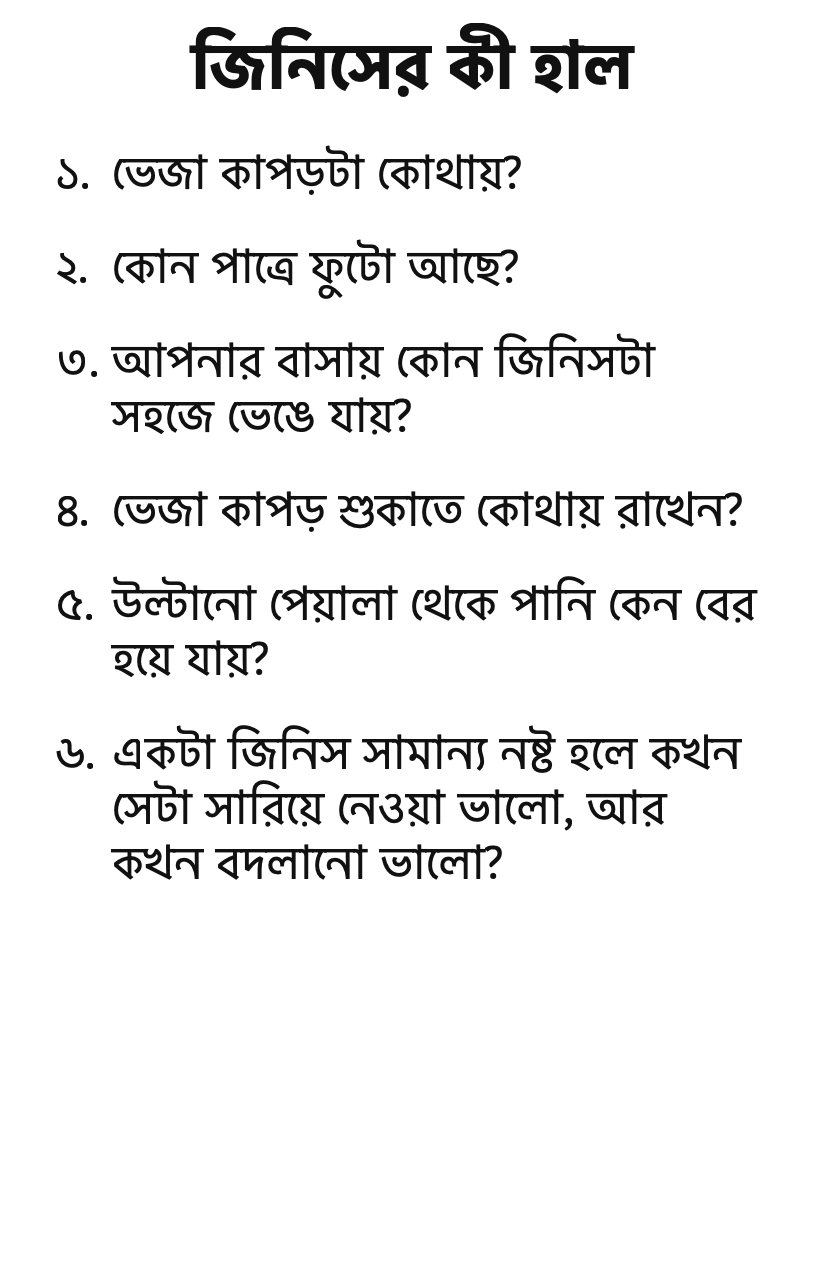 জিনিসের কী হাল
১. ভেজা কাপড়টা কোথায়?
২. কোন পাত্রে ফুটো আছে?
৩. আপনার বাসায় কোন জিনিসটা
সহজে ভেঙে যায়?
৪. ভেজা কাপড় শুকাতে কোথায় রাখেন?
৫. উল্টানো পেয়ালা থেকে পানি কেন বের
হয়ে যায়?
৬. একটা জিনিস সামান্য নষ্ট হলে কখন
সেটা সারিয়ে নেওয়া ভালো, আর
কখন বদলানো ভালো?